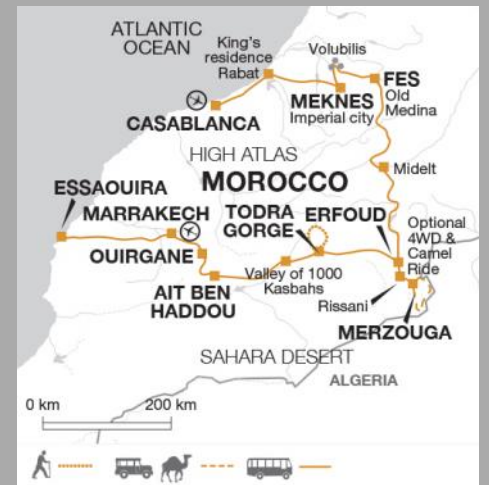 ATLANTIC
OCEAN
King's
residence
Rabat
Volubilis
FES
Old
Medina
MEKNES
Imperial city
CASABLANCA
HIGH ATLAS
Midelt
MOROCCO
ESSAOUIRA
MARRAKECH
TODRA
GORGE
ERFOUD
Optional
4WD &
Camel
Ride
OUIRGANE
Valley of 1000
Kasbahs
AIT BEN
HADDOU
Rissani
MERZOUGA
SAHARA DESERT
ALGERIA
0 km
200 km